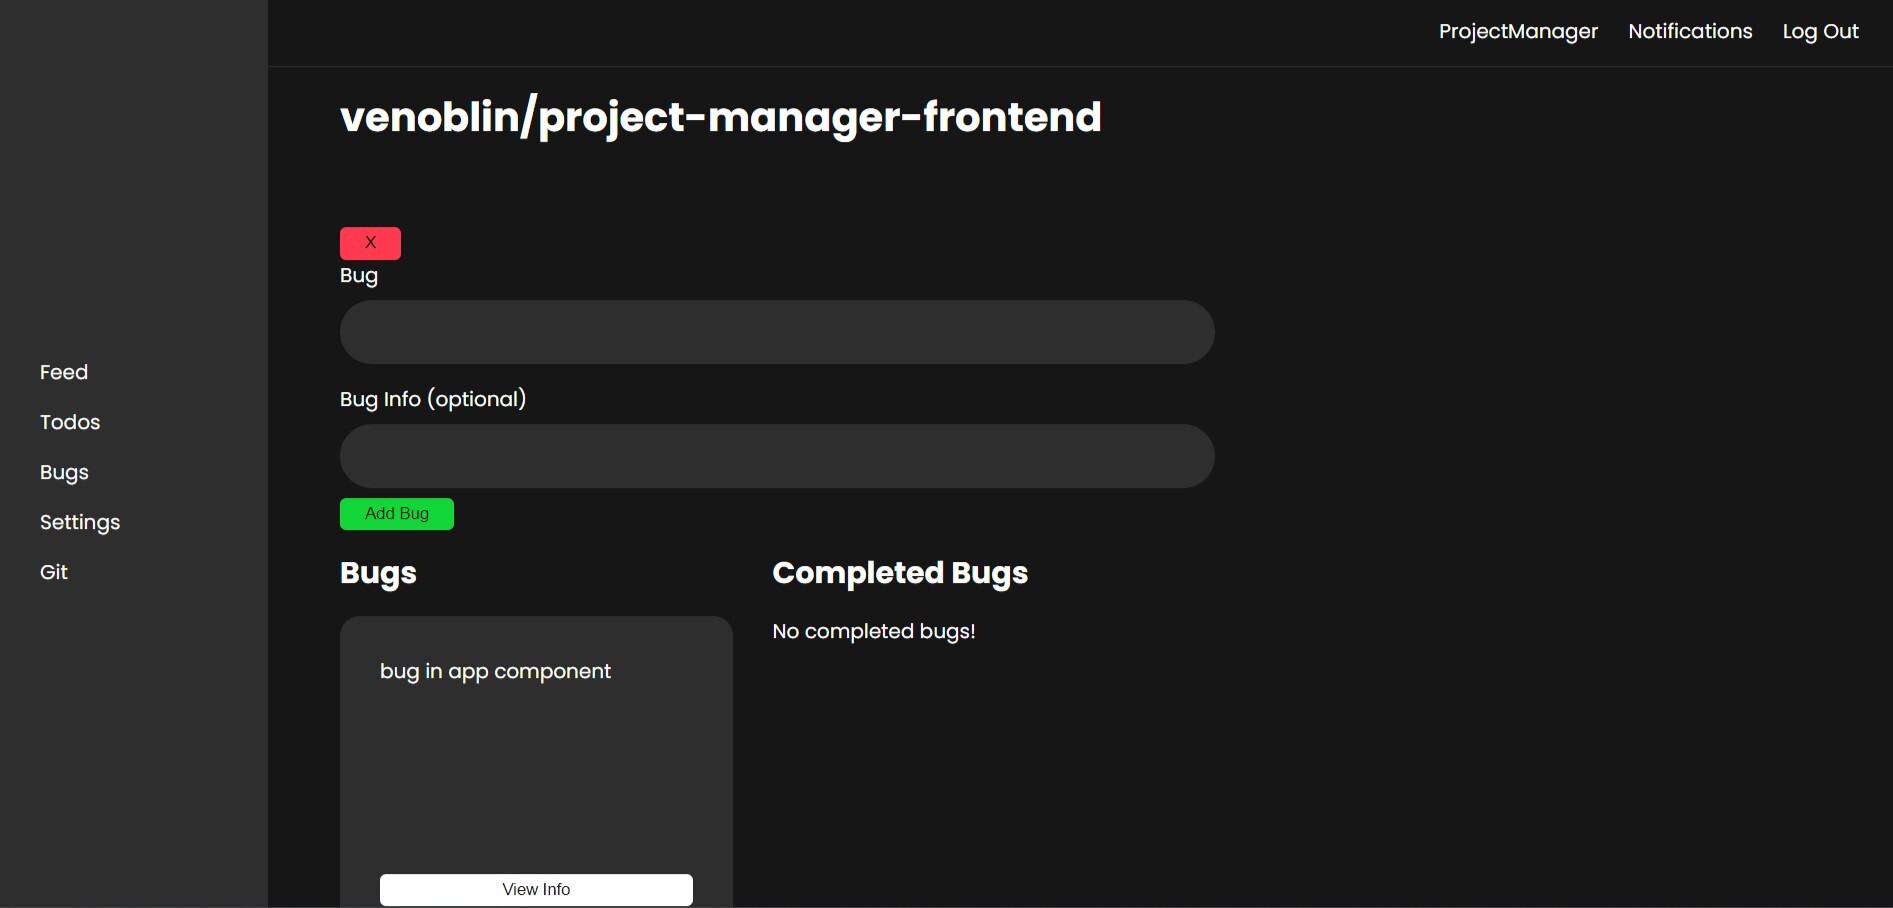 ProjectManager Notifications Log Out
venoblin/project-manager-frontend
X
Bug
Bug Info (optional)
Add Bug
Feed
Todos
Bugs
Settings
Git
Bugs
bug in app component
View Info
Completed Bugs
No completed bugs!